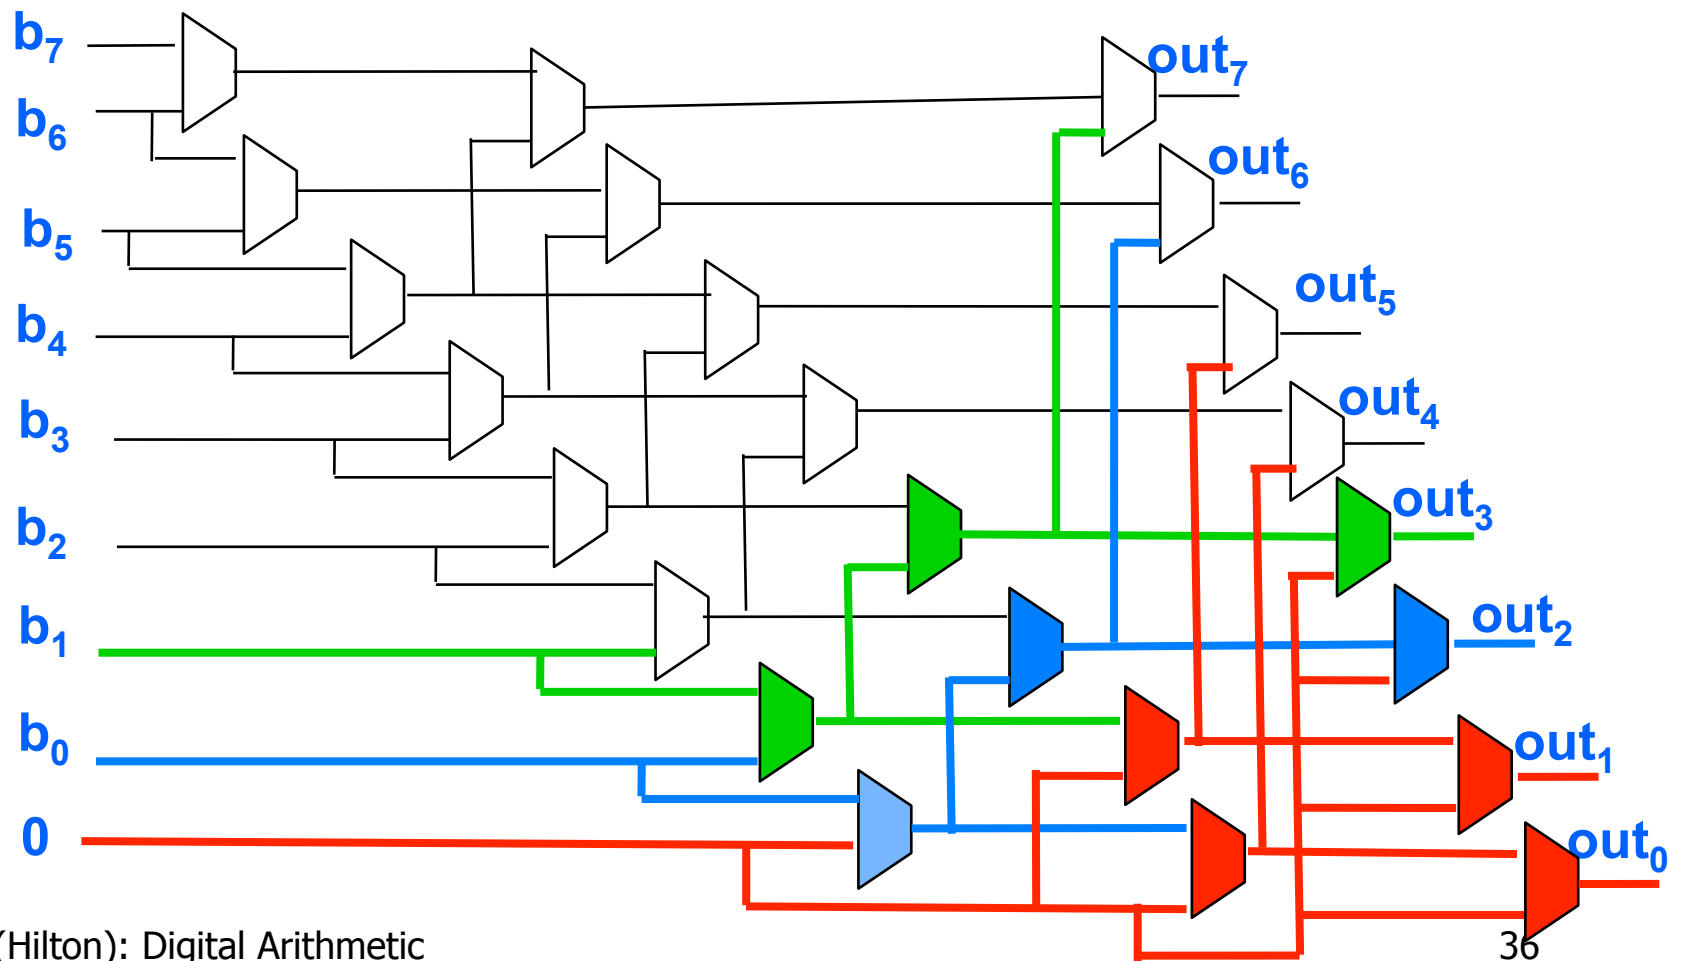 b₇
out₇
b₆
out₆
b₅
out₅
b₄
out₄
b₃
out₃
b₂
out₂
b₁
b₀
out₁
0
out₀
(Hilton): Digital Arithmetic
36